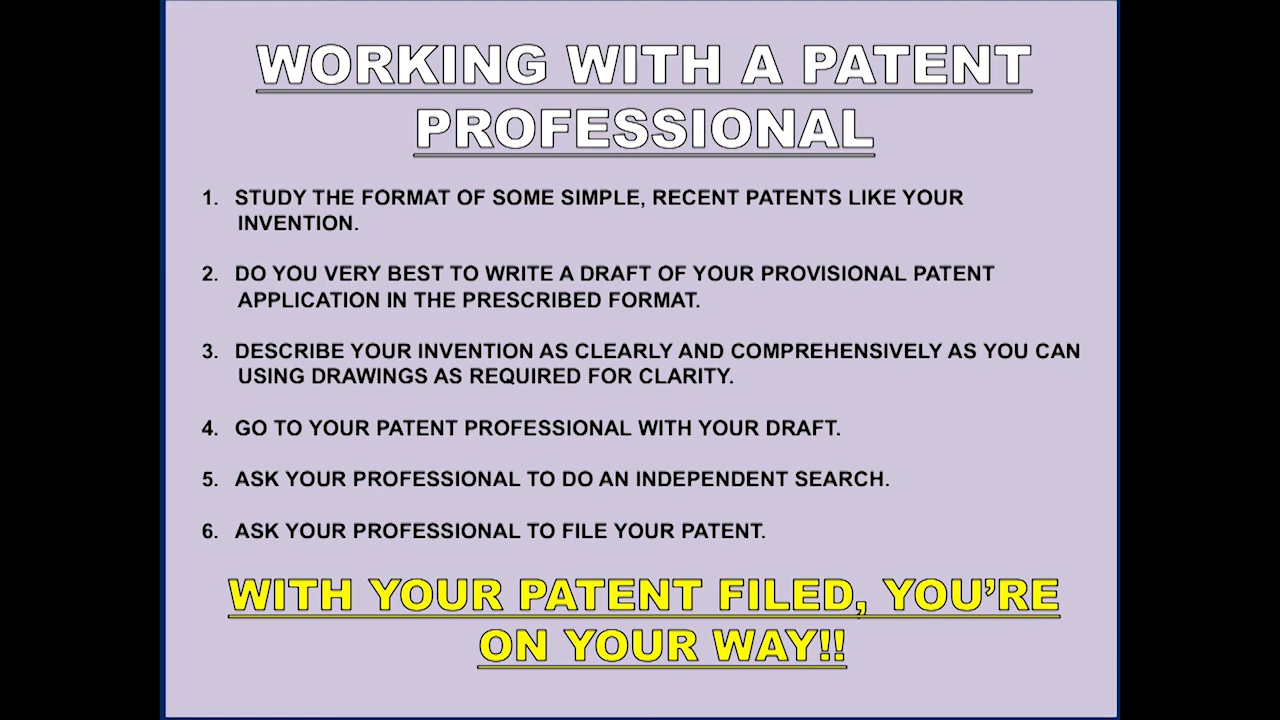 WORKING WITH A PATENT
PROFESSIONAL
1. STUDY THE FORMAT OF SOME SIMPLE, RECENT PATENTS LIKE YOUR
INVENTION.
2. DO YOU VERY BEST TO WRITE A DRAFT OF YOUR PROVISIONAL PATENT
APPLICATION IN THE PRESCRIBED FORMAT.
3. DESCRIBE YOUR INVENTION AS CLEARLY AND COMPREHENSIVELY AS YOU CAN
USING DRAWINGS AS REQUIRED FOR CLARITY.
4. GO TO YOUR PATENT PROFESSIONAL WITH YOUR DRAFT.
5. ASK YOUR PROFESSIONAL TO DO AN INDEPENDENT SEARCH.
6. ASK YOUR PROFESSIONAL TO FILE YOUR PATENT.
WITH YOUR PATENT FILED, YOU’RE
ON YOUR WAY!!